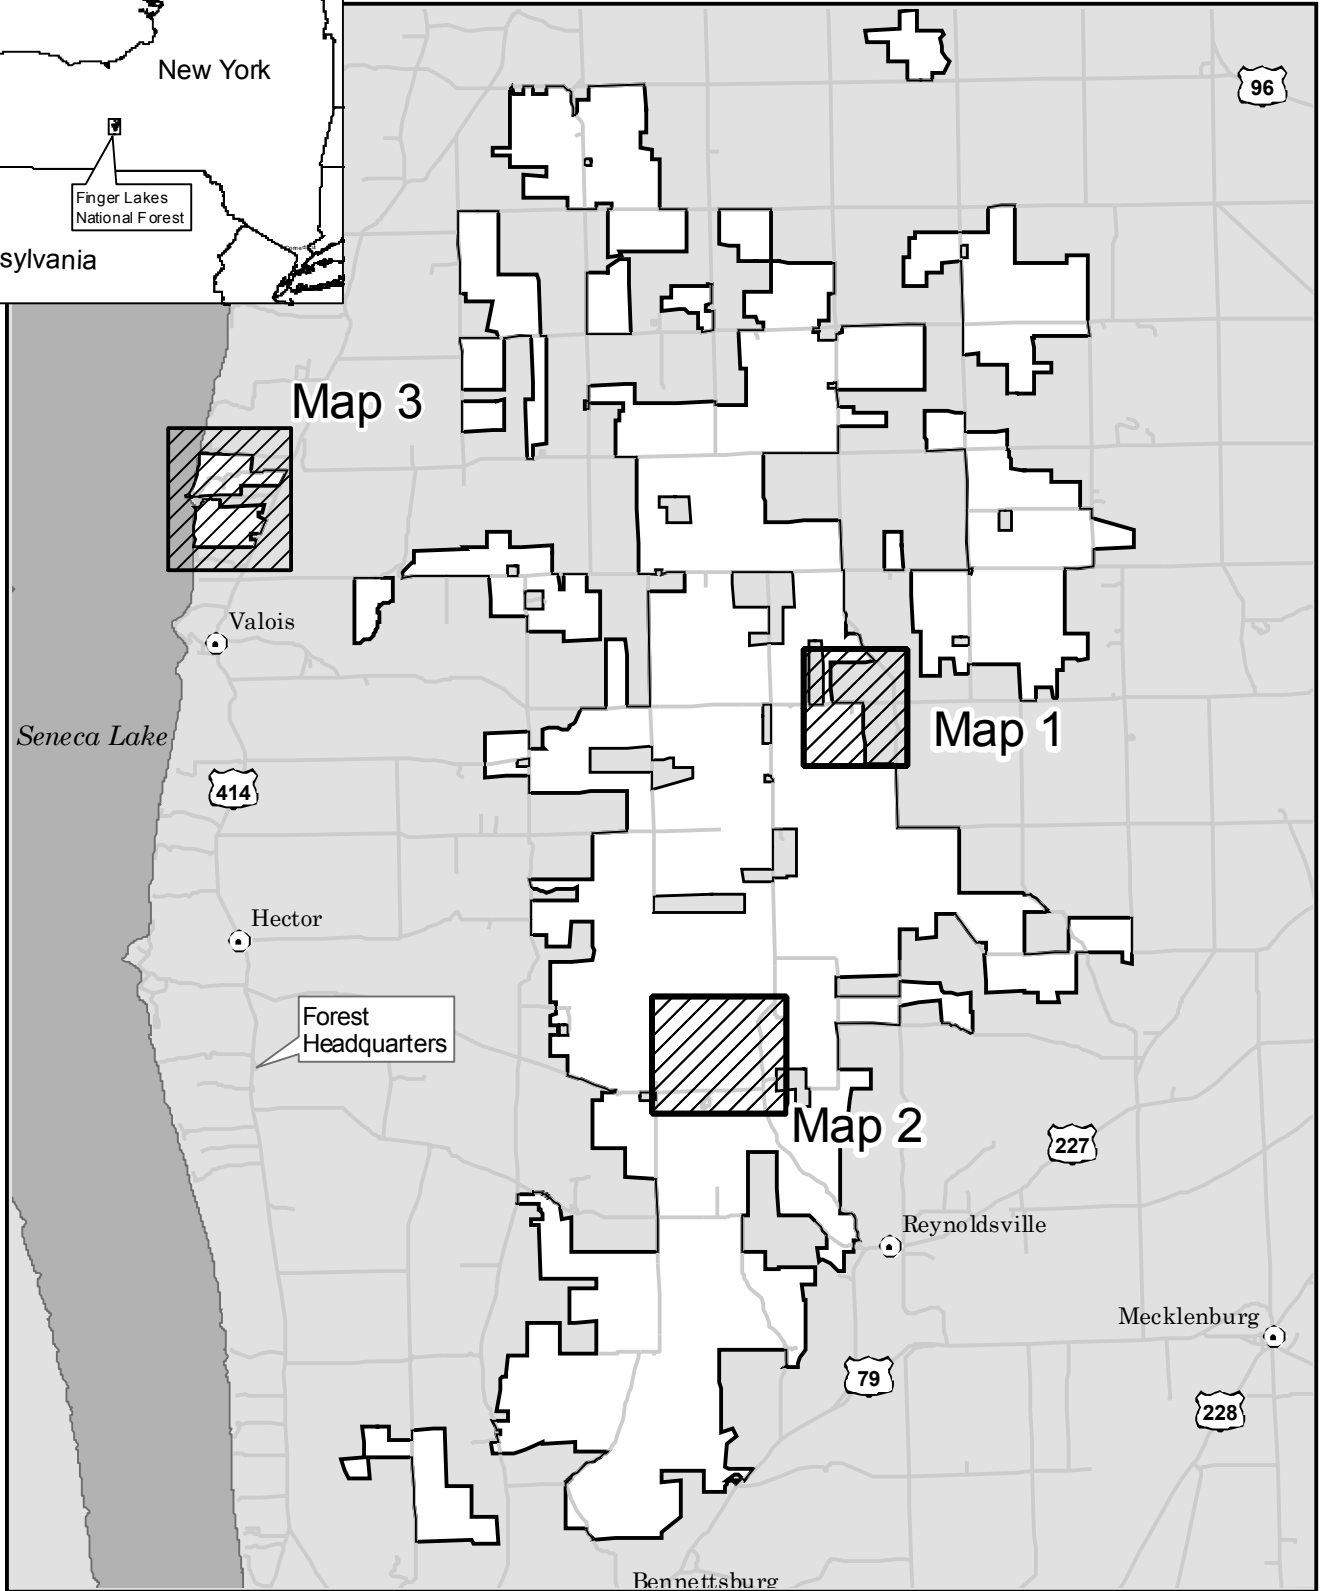 New York
96
Finger Lakes
National Forest
sylvania
Map 3
Valois
Seneca Lake
Map 1
414
Hector
Forest
Headquarters
Map 2
227
Reynoldsville
Mecklenburg
79
228
Bennettsburg